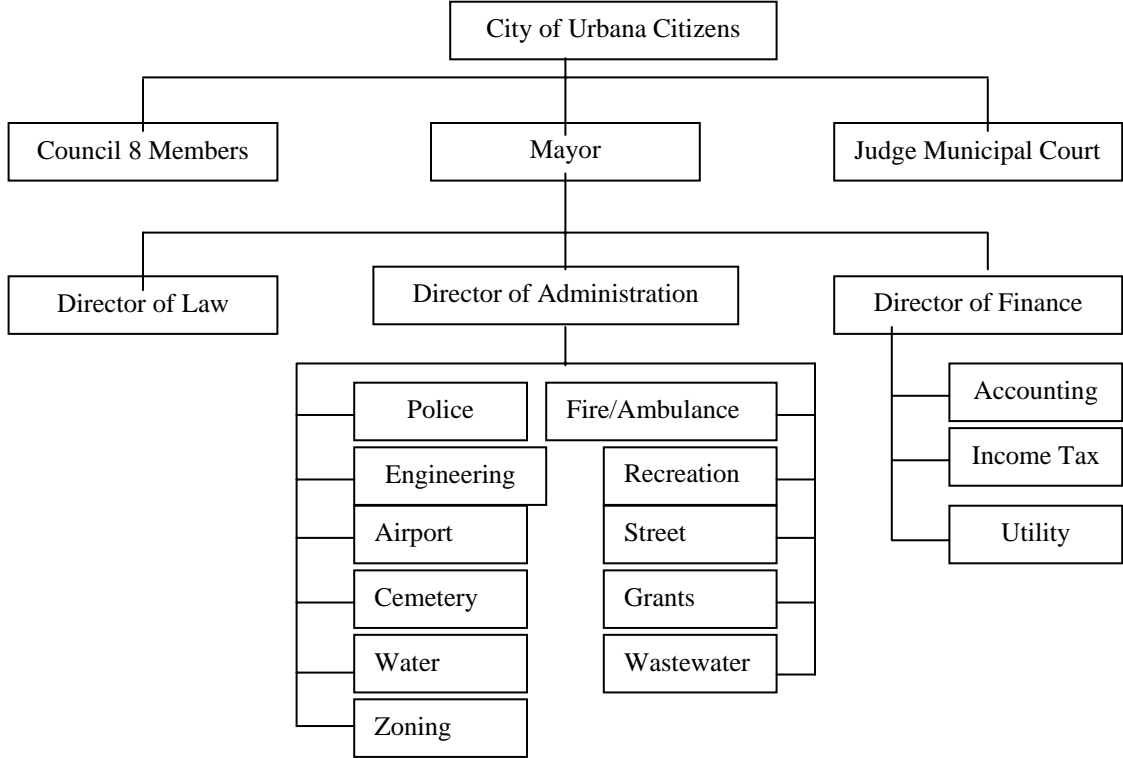 City of Urbana Citizens
Council 8 Members
Mayor
Judge Municipal Court
Director of Law
Director of Administration
Director of Finance
Police
Fire/Ambulance
Accounting
Engineering
Recreation
Income Tax
Airport
Street
Utility
Cemetery
Grants
Water
Wastewater
Zoning